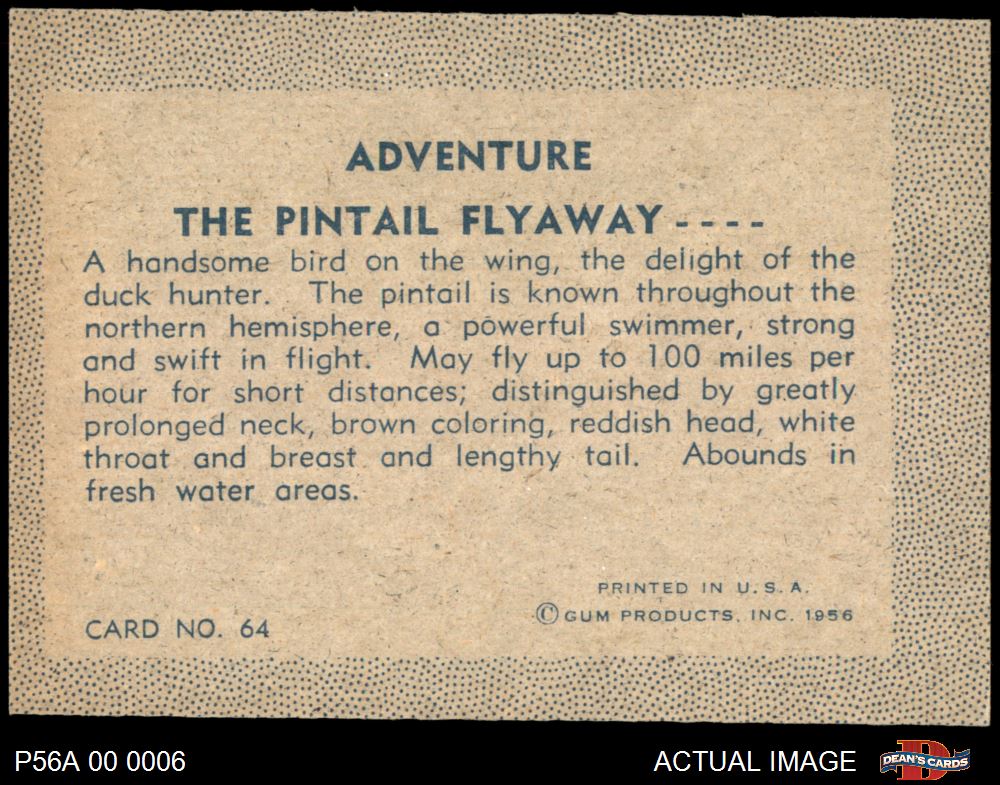 ADVENTURE
THE PINTAIL FLYAWAY - - - -
A handsome bird on the wing, the delight of the
duck hunter. The pintail is known throughout the
northern hemisphere, a powerful swimmer, strong
and swift in flight. May fly up to 100 miles per
hour for short distances; distinguished by greatly
prolonged neck, brown coloring, reddish head, white
throat and breast and lengthy tail. Abounds in
fresh water areas.
PRINTED IN U.S.A.
© GUM PRODUCTS, INC. 1956
CARD NO. 64
P56A 00 0006
ACTUAL IMAGE
D
DEAN'S CARDS